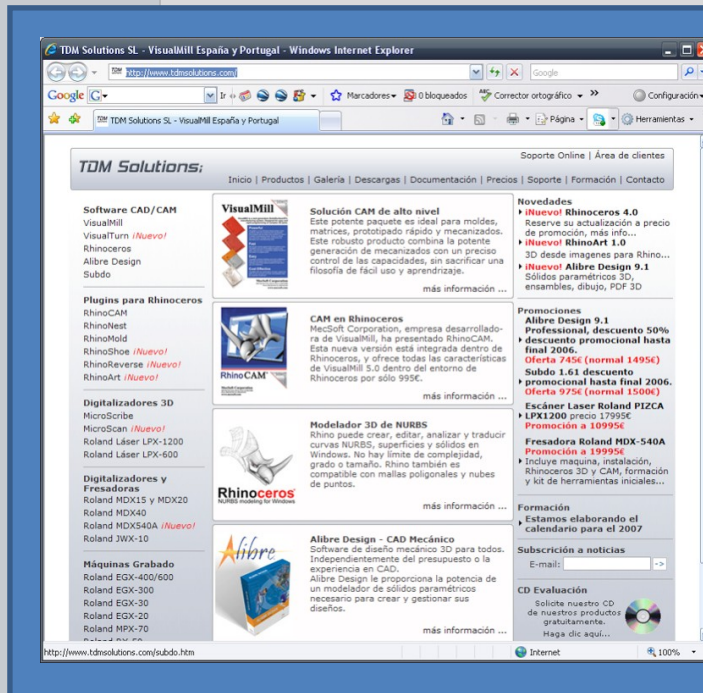 TDM Solutions SL - VisualMill España y Portugal - Windows Internet Explorer
http://www.tdmsolutions.com/
Google
Google
Ir
Marcadores
0 bloqueados
Corrector ortográfico
Configuración
TDM Solutions SL - VisualMill España y Portugal
Página
Herramientas
TDM Solutions;
Soporte Online | Área de clientes
Inicio | Productos | Galería | Descargas | Documentación | Precios | Soporte | Formación | Contacto
Software CAD/CAM
VisualMill
VisualTurn ¡Nuevo!
Rhinoceros
Alibre Design
Subdo
Plugins para Rhinoceros
RhinoCAM
RhinoNest
RhinoMold
RhinoShoe ¡Nuevo!
RhinoReverse ¡Nuevo!
RhinoArt ¡Nuevo!
Digitalizadores 3D
MicroScribe
MicroScan ¡Nuevo!
Roland Láser LPX-1200
Roland Láser LPX-600
Digitalizadores y
Fresadoras
Roland MDX15 y MDX20
Roland MDX40
Roland MDX540A ¡Nuevo!
Roland JWX-10
Máquinas Grabado
Roland EGX-400/600
Roland EGX-300
Roland EGX-30
Roland EGX-20
Roland MPX-70
VisualMill
Solución CAM de alto nivel
Este potente paquete es ideal para moldes,
matrices, prototipado rápido y mecanizados.
Este robusto producto combina la potente
generación de mecanizados con un preciso
control de las capacidades, sin sacrificar una
filosofía de fácil uso y aprendizaje.
más información ...
RhinoCAM
CAM en Rhinoceros
MecSoft Corporation, empresa desarrollado-
ra de VisualMill, ha presentado RhinoCAM.
Esta nueva versión está integrada dentro de
Rhinoceros, y ofrece todas las características
de VisualMill 5.0 dentro del entorno de
Rhinoceros por sólo 995€.
más información ...
Rhinoceros
NURBS modeling for Windows
Modelador 3D de NURBS
Rhino puede crear, editar, analizar y traducir
curvas NURBS, superficies y sólidos en
Windows. No hay límite de complejidad,
grado o tamaño. Rhino también es
compatible con mallas poligonales y nubes
de puntos.
más información ...
Alibre
Alibre Design - CAD Mecánico
Software de diseño mecánico 3D para todos.
Independientemente del presupuesto o la
experiencia en CAD.
Alibre Design le proporciona la potencia de
un modelador de sólidos paramétricos
necesario para crear y gestionar sus
diseños.
más información ...
Novedades
¡Nuevo! Rhinoceros 4.0
Reserve su actualización a precio
de promoción, más info...
¡Nuevo! RhinoArt 1.0
3D desde imagenes para Rhino...
¡Nuevo! Alibre Design 9.1
Sólidos paramétricos 3D,
ensambles, dibujo, PDF 3D
Promociones
Alibre Design 9.1
Professional, descuento 50%
descuento promocional hasta
final 2006.
Oferta 745€ (normal 1495€)
Subdo 1.61 descuento
promocional hasta final 2006.
Oferta 975€ (normal 1500€)
Escáner Laser Roland PIZCA
LPX1200 precio 17995€
Promoción a 10995€
Fresadora Roland MDX-540A
Promoción a 19995€
Incluye maquina, instalación,
Rhinoceros 3D y CAM, formación
y kit de herramientas iniciales...
Formación
Estamos elaborando el
calendario para el 2007
Subscrición a noticias
E-mail:
CD Evaluación
Solicite nuestro CD
de nuestros productos
gratuitamente.
Haga clic aquí...
http://www.tdmsolutions.com/subdo.htm
Internet
100%